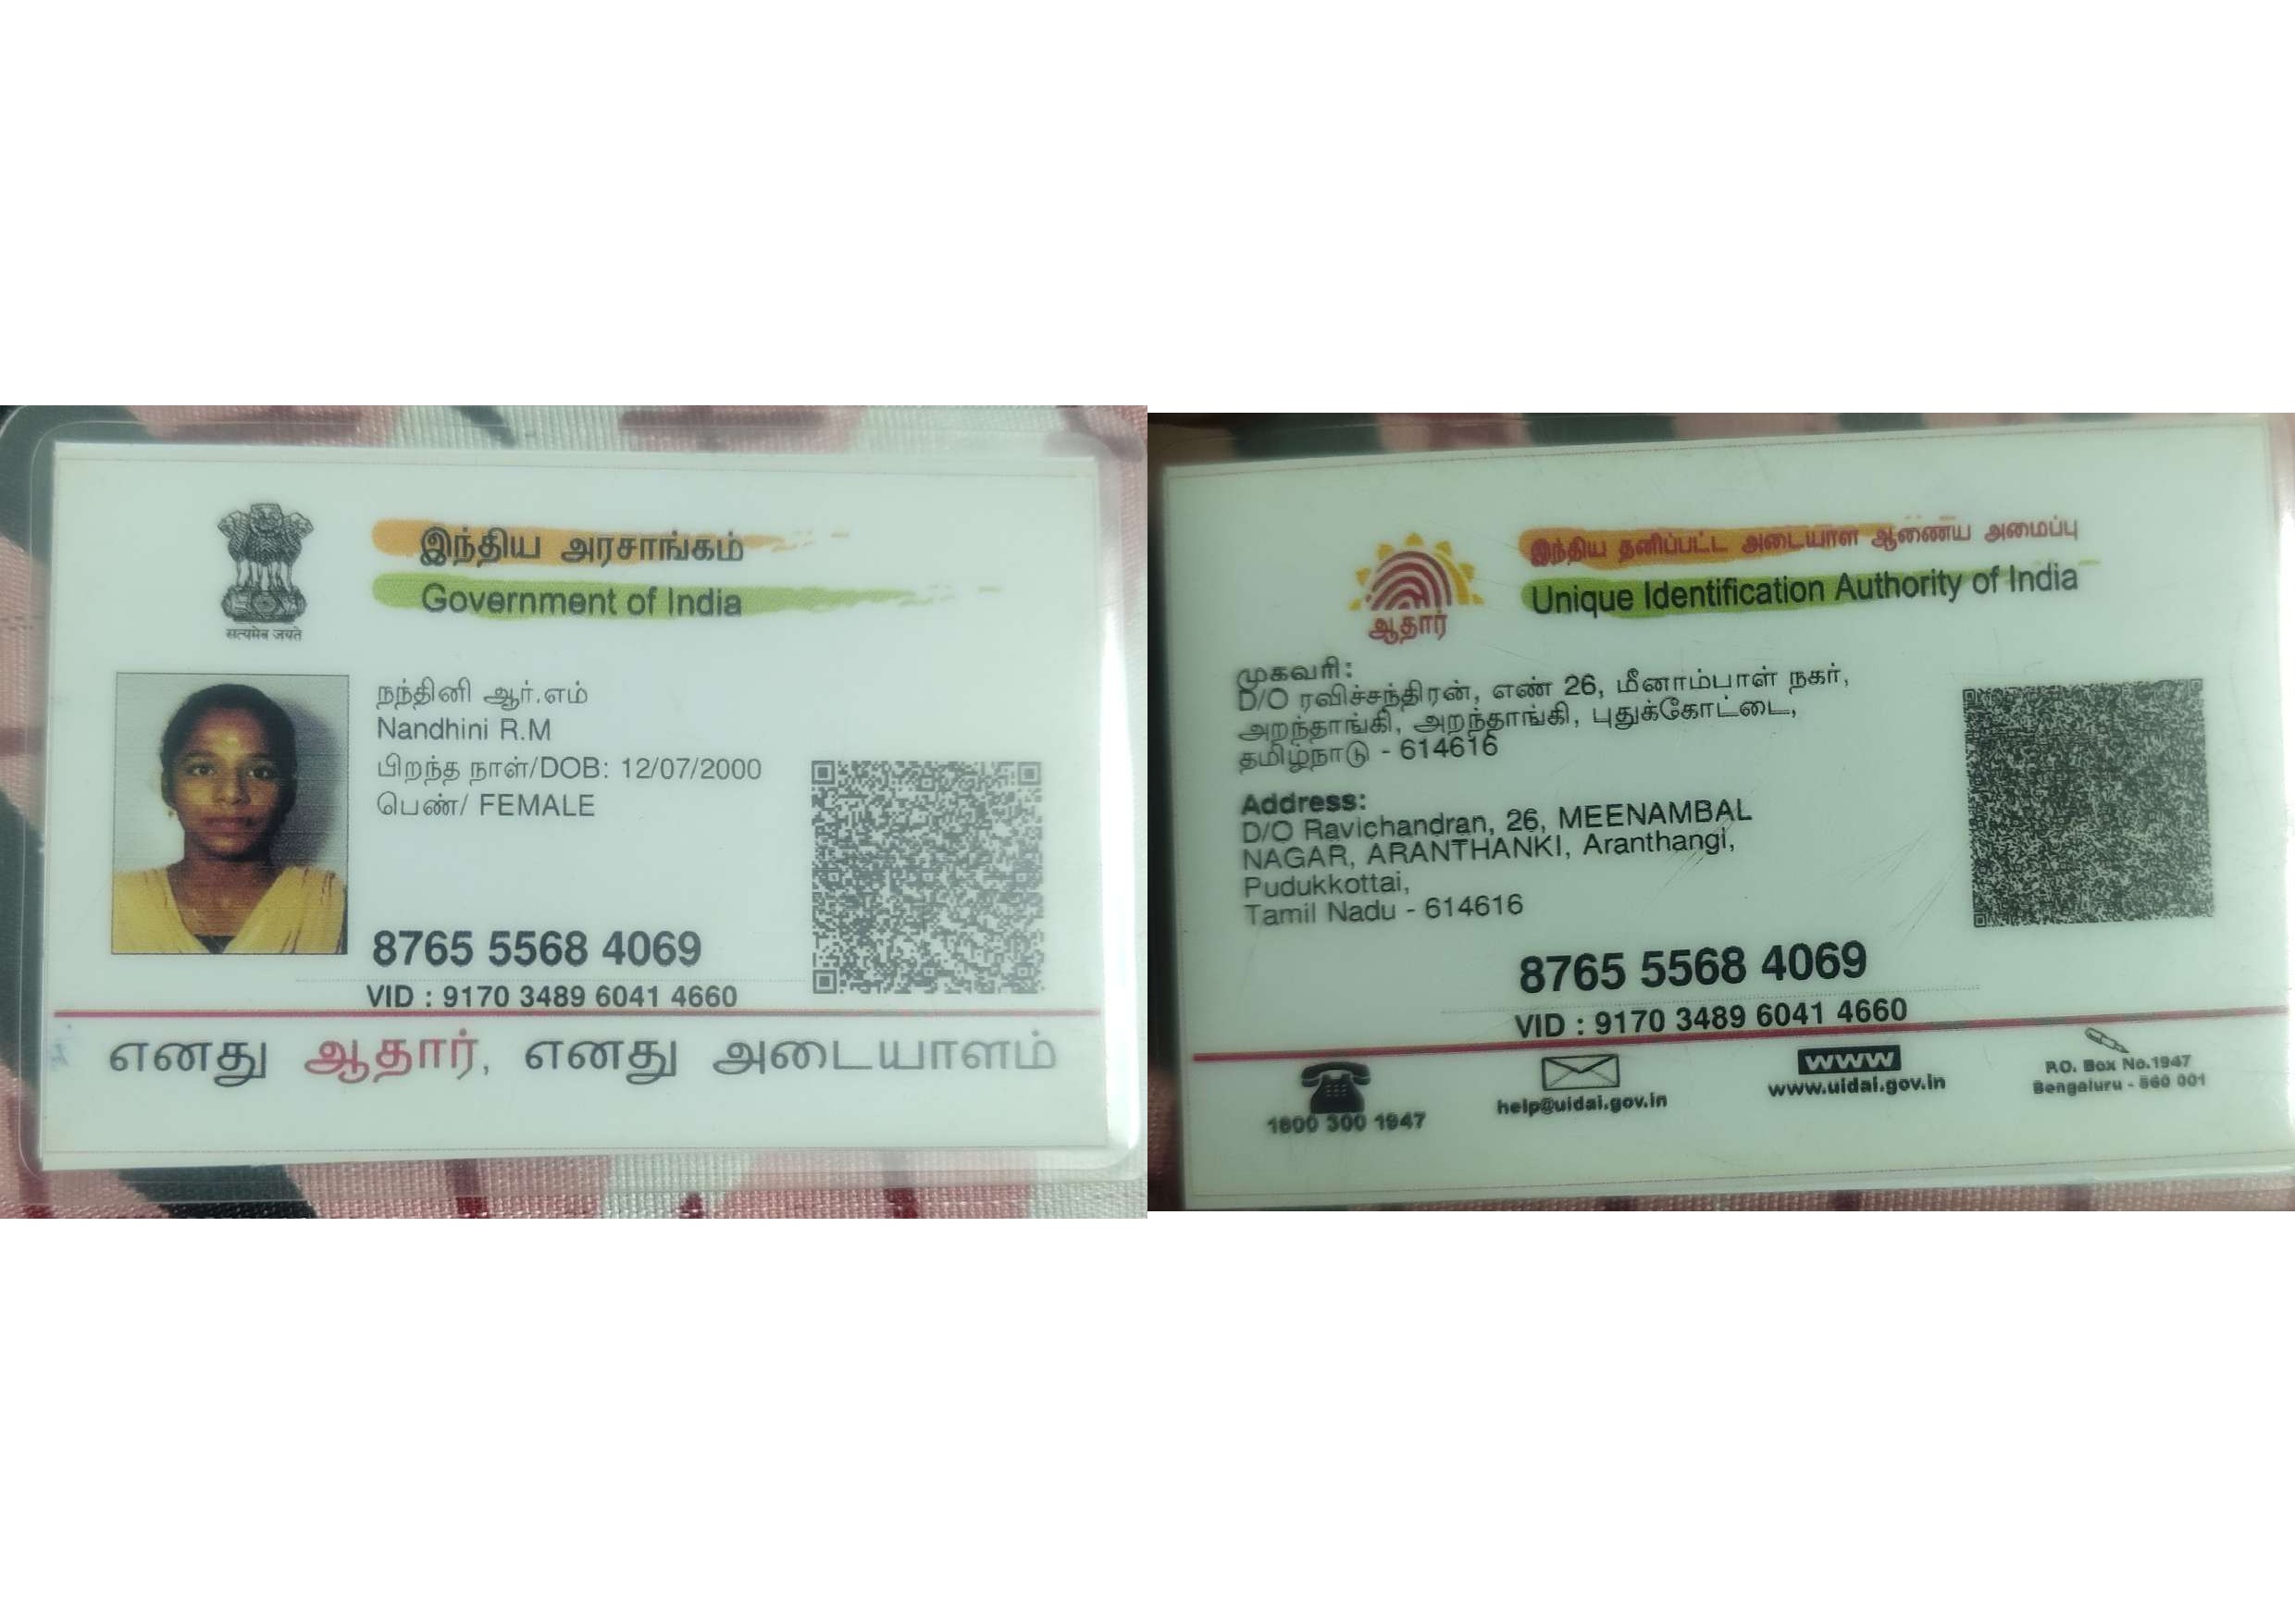 இந்திய அரசாங்கம்
Government of India
सत्यमेव जयते
நந்தினி ஆர்.எம்
Nandhini R.M
பிறந்த நாள்/DOB: 12/07/2000
பெண்/ FEMALE
8765 5568 4069
VID : 9170 3489 6041 4660
எனது ஆதார், எனது அடையாளம்
இந்திய தனிப்பட்ட அடையாள ஆணைய அமைப்பு
Unique Identification Authority of India
ஆதார்
முகவரி:
D/O ரவிச்சந்திரன், எண் 26, மீனாம்பாள் நகர்,
அறந்தாங்கி, அறந்தாங்கி, புதுக்கோட்டை,
தமிழ்நாடு - 614616
Address:
D/O Ravichandran, 26, MEENAMBAL
NAGAR, ARANTHANKI, Aranthangi,
Pudukkottai,
Tamil Nadu - 614616
8765 5568 4069
VID : 9170 3489 6041 4660
1800 300 1947
help@uidai.gov.in
www
www.uidai.gov.in
P.O. Box No.1947
Bengaluru - 560 001